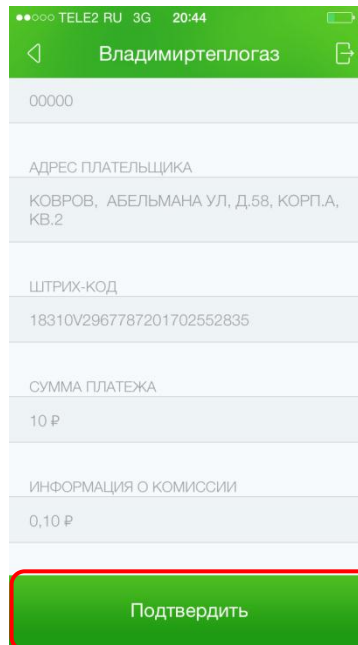 TELE2 RU 3G 20:44
Владимиртеплогаз
00000
АДРЕС ПЛАТЕЛЬЩИКА
КОВРОВ, АБЕЛЬМАНА УЛ, Д.58, КОРП.А,
КВ.2
ШТРИХ-КОД
18310V2967787201702552835
СУММА ПЛАТЕЖА
10 ₽
ИНФОРМАЦИЯ О КОМИССИИ
0,10 ₽
Подтвердить